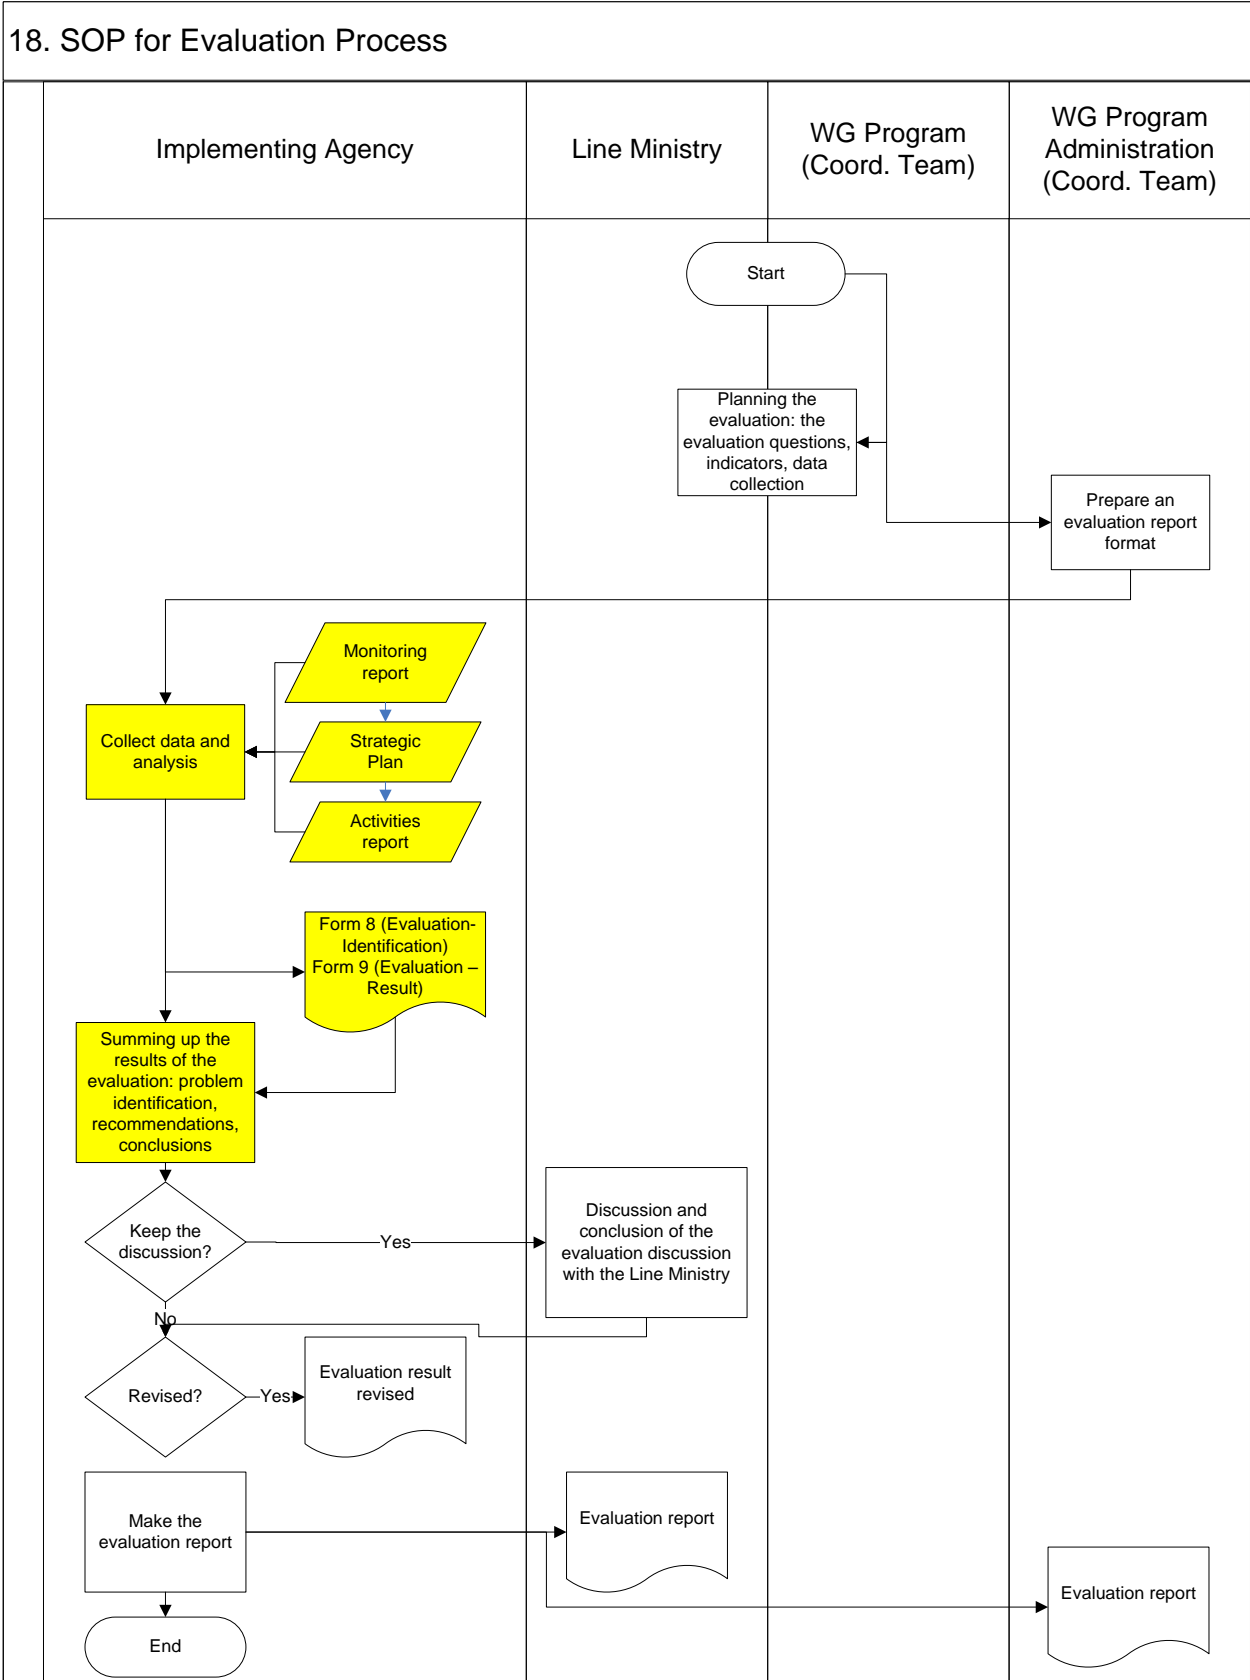 18. SOP for Evaluation Process
Implementing Agency
Line Ministry
WG Program
(Coord. Team)
WG Program
Administration
(Coord. Team)
Start
Planning the
evaluation: the
evaluation questions,
indicators, data
collection
Prepare an
evaluation report
format
Monitoring
report
Collect data and
analysis
Strategic
Plan
Activities
report
Form 8 (Evaluation-
Identification)
Form 9 (Evaluation –
Result)
Summing up the
results of the
evaluation: problem
identification,
recommendations,
conclusions
Keep the
discussion?
Yes
Discussion and
conclusion of the
evaluation discussion
with the Line Ministry
No
Revised?
Yes
Evaluation result
revised
Make the
evaluation report
Evaluation report
Evaluation report
End